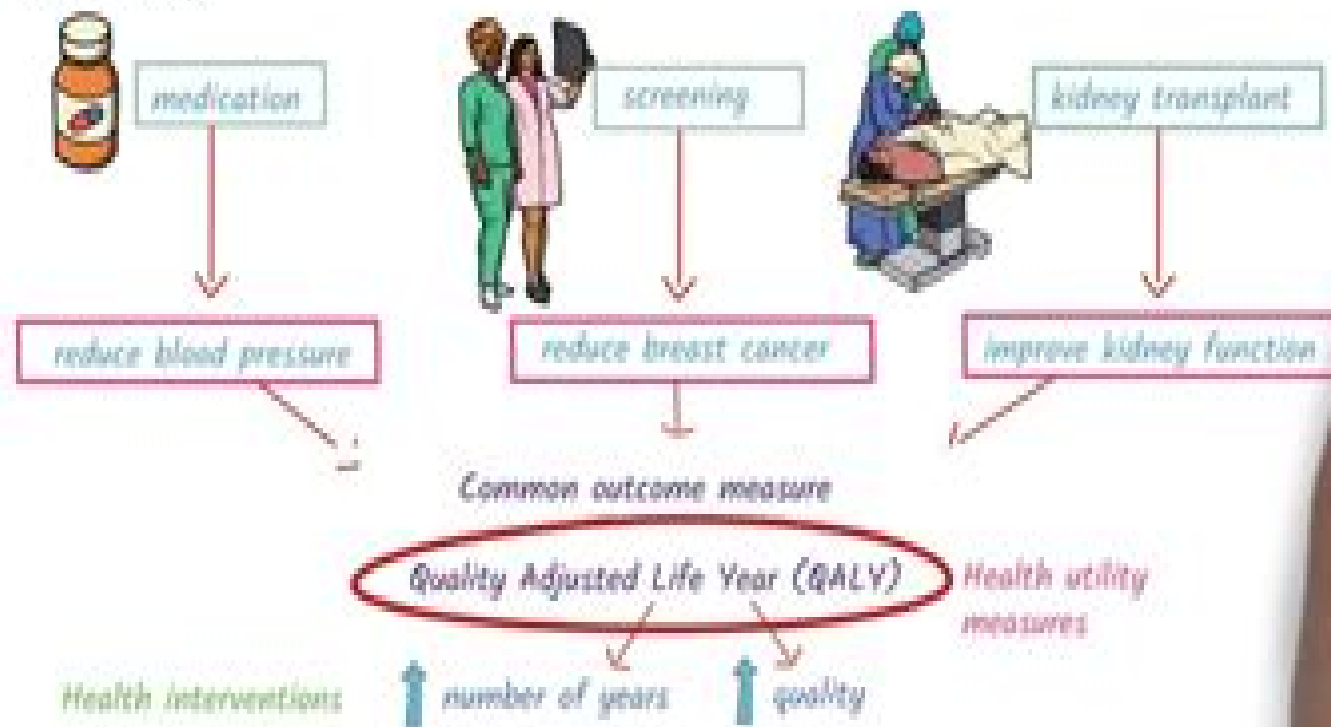 medication
screening
kidney transplant
reduce blood pressure
reduce breast cancer
improve kidney function
Common outcome measure
Quality Adjusted Life Year (QALY)
Health utility
measures
Health interventions
number of years
quality